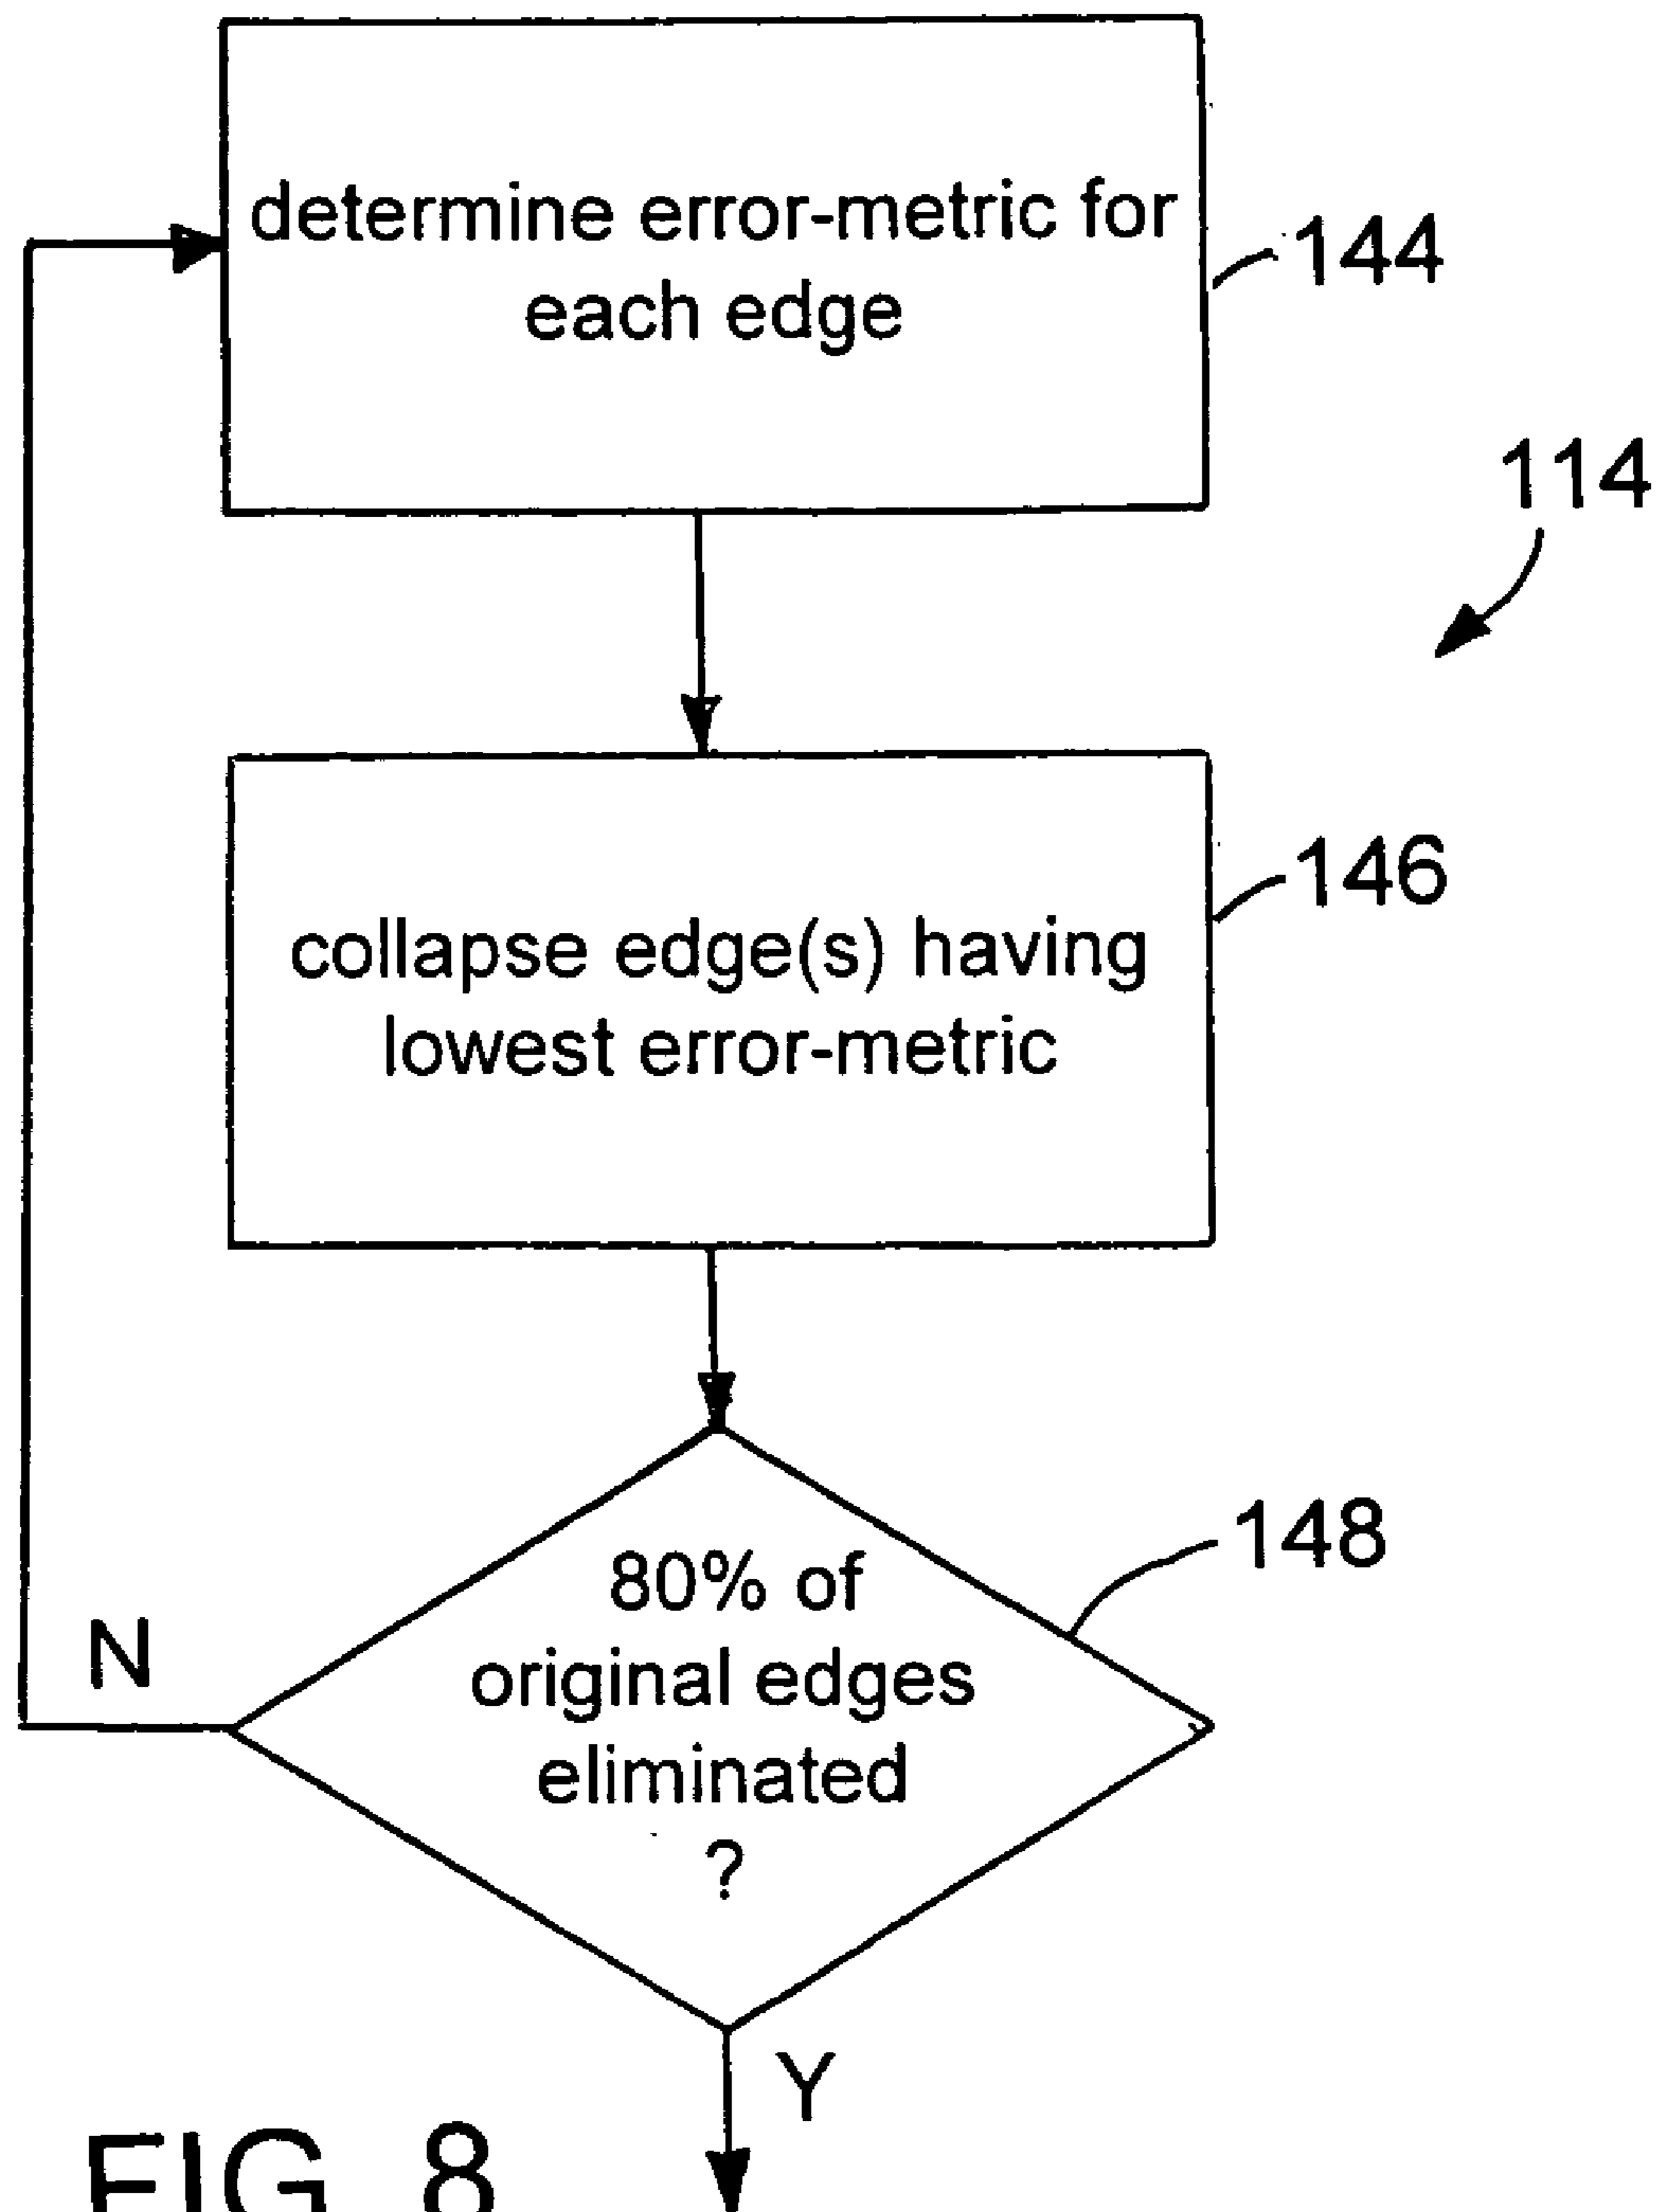 determine error-metric for
each edge
144
114
collapse edge(s) having
lowest error-metric
146
80% of
original edges
eliminated
?
148
N
Y
FIG. 8